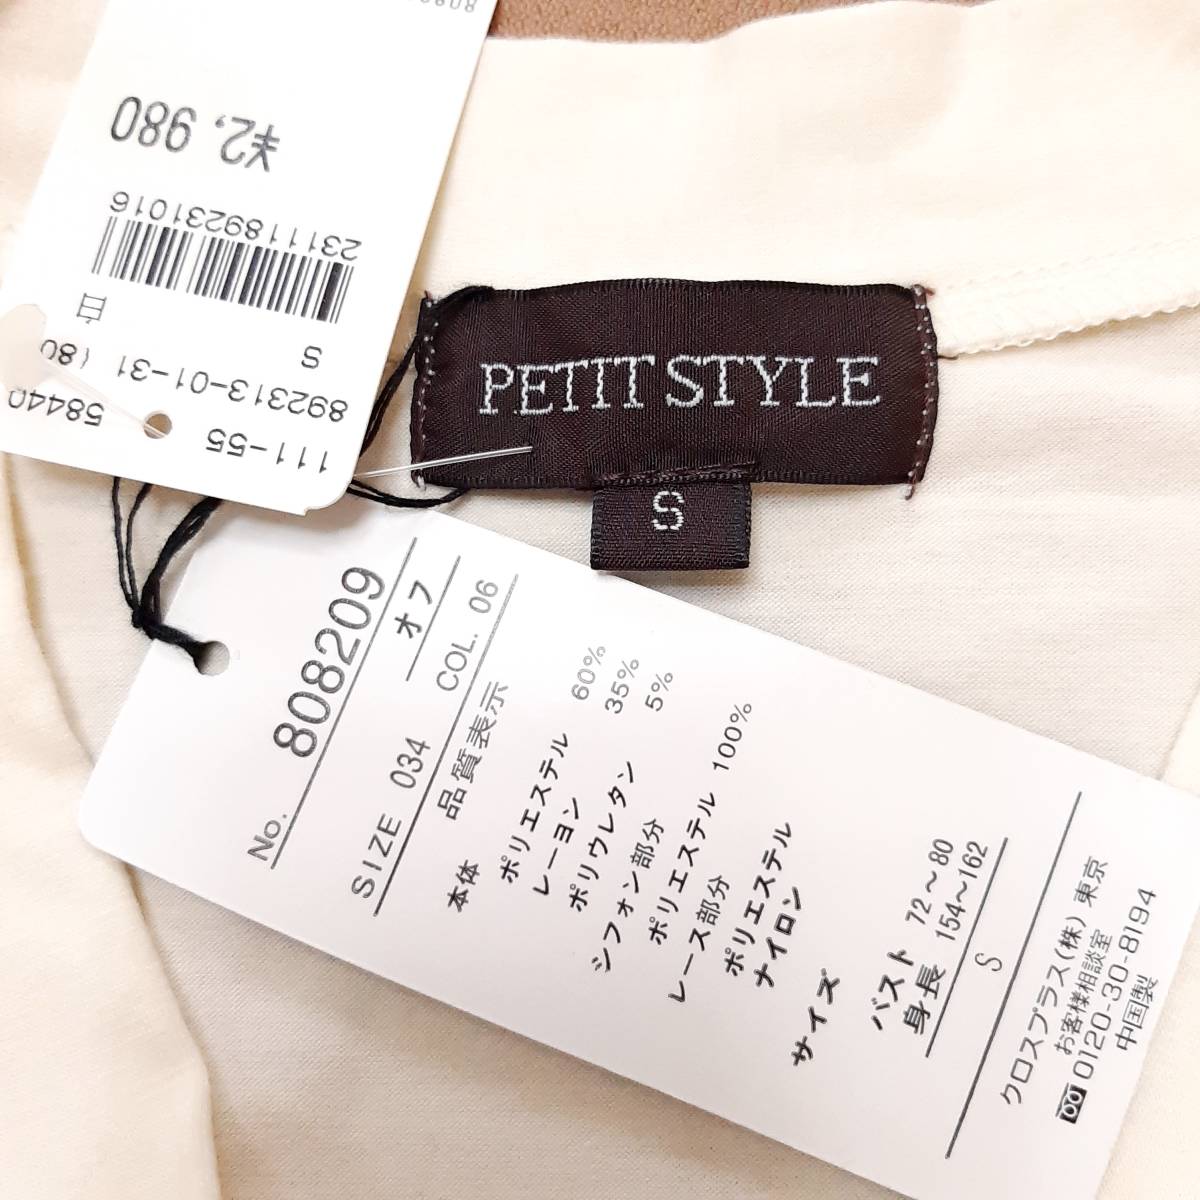 PETIT STYLE
S
¥2,980
2311189231016
白
S
892313-01-31 (80
111-55
58440
No. 808209
SIZE 034
オフ
COL. 06
品質表示
本体
ポリエステル 60%
レーヨン 35%
ポリウレタン 5%
シフォン部分
ポリエステル 100%
レース部分
ポリエステル
ナイロン
サイズ
バスト 72～80
身長 154～162
S
クロスプラス(株) 東京
お客様相談室
0120-30-8194
中国製